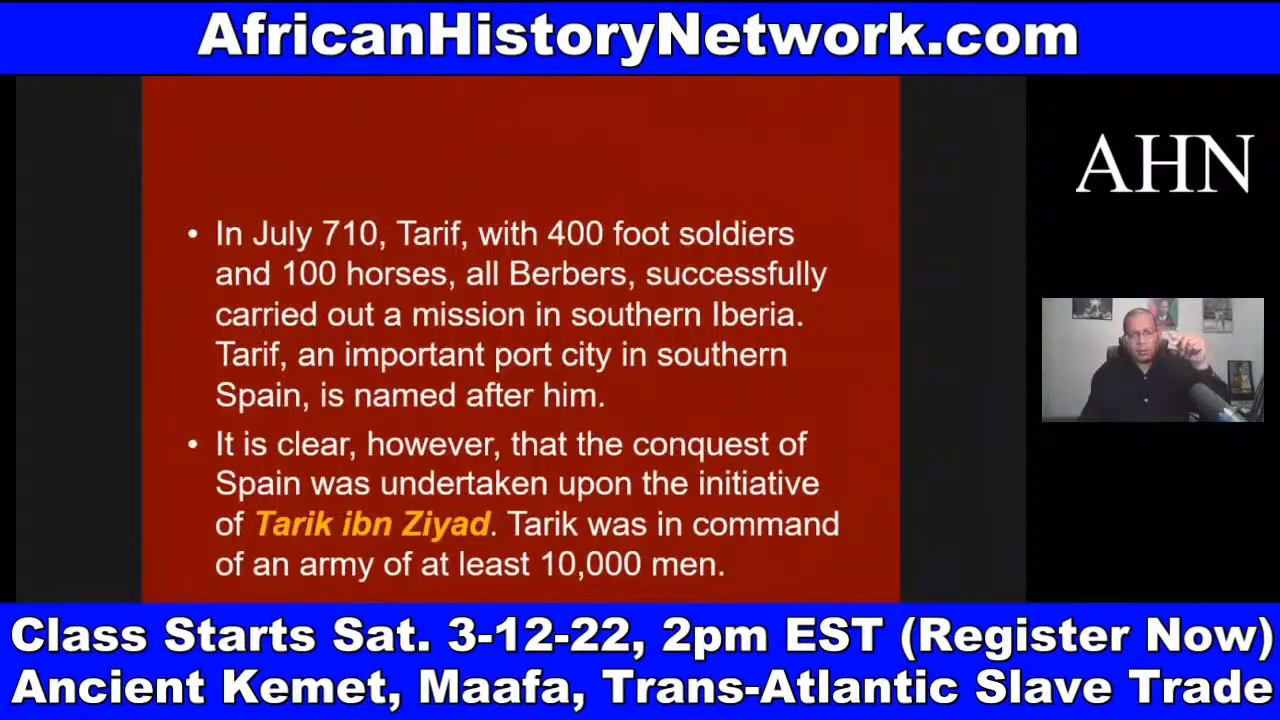 AfricanHistoryNetwork.com
AHN
• In July 710, Tarif, with 400 foot soldiers
and 100 horses, all Berbers, successfully
carried out a mission in southern Iberia.
Tarif, an important port city in southern
Spain, is named after him.
• It is clear, however, that the conquest of
Spain was undertaken upon the initiative
of Tarik ibn Ziyad. Tarik was in command
of an army of at least 10,000 men.
Class Starts Sat. 3-12-22, 2pm EST (Register Now)
Ancient Kemet, Maafa, Trans-Atlantic Slave Trade